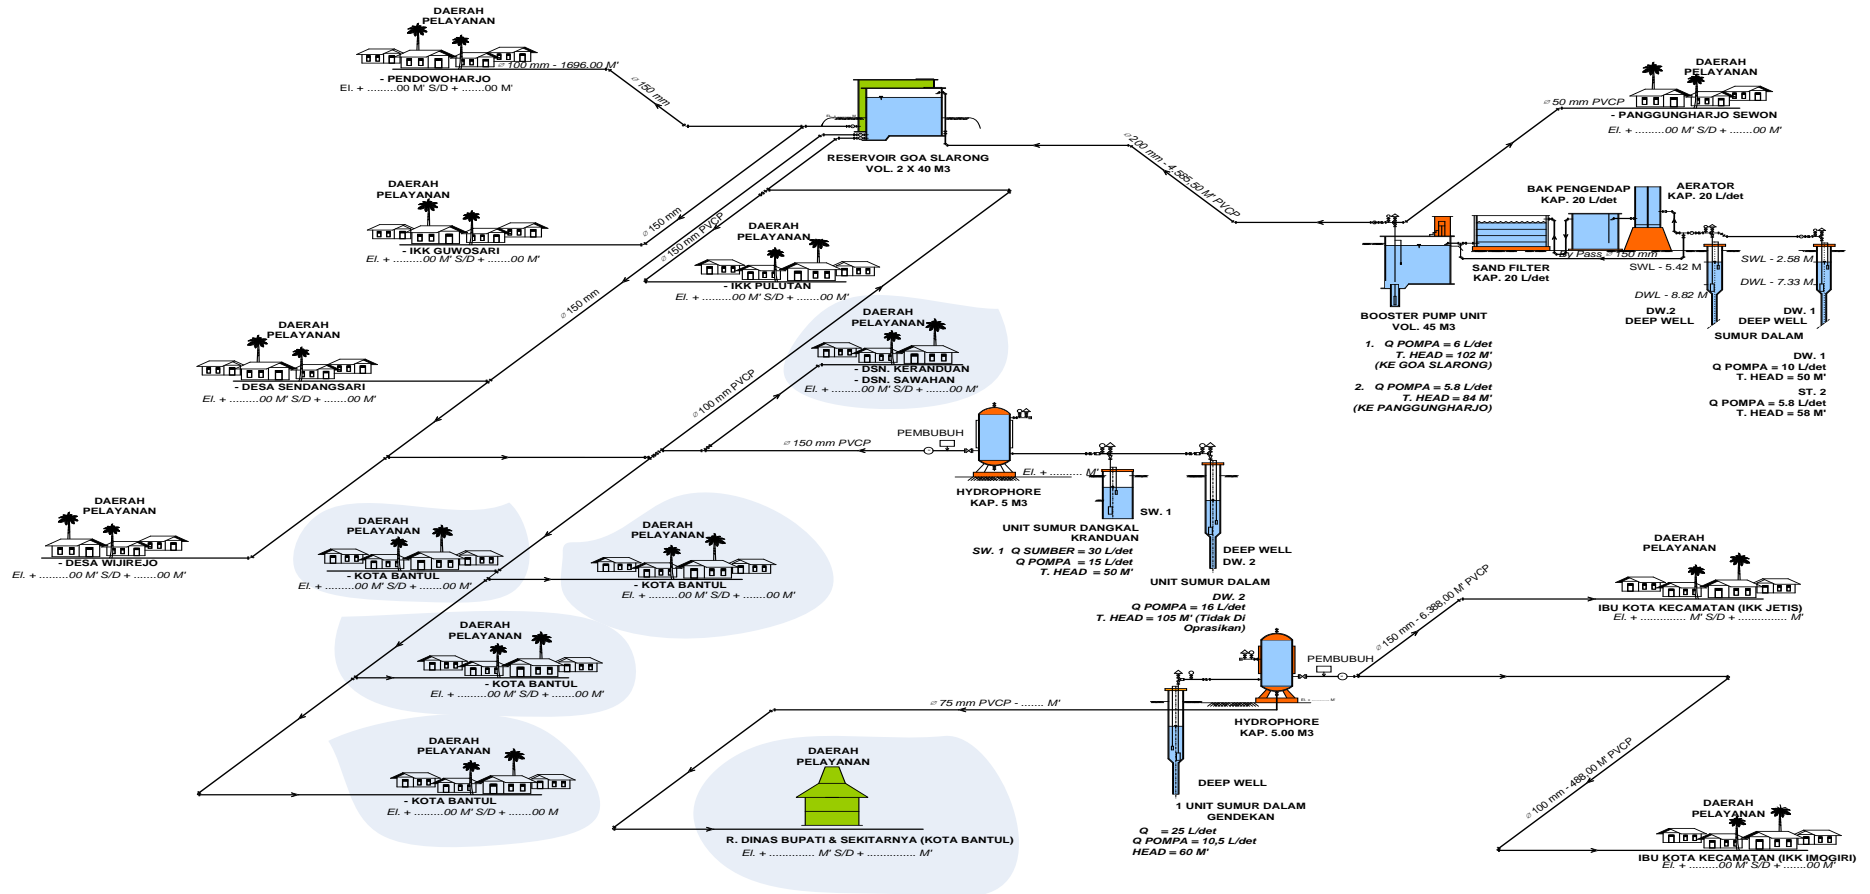 DAERAH
PELAYANAN
∅ 100 mm - 1696.00 M'
- PENDOWOHARJO
El. + .........00 M' S/D + .......00 M'
∅ 150 mm
RESERVOIR GOA SLARONG
VOL. 2 X 40 M3
∅ 200 mm - 4,585.50 M' PVCP
DAERAH
PELAYANAN
∅ 50 mm PVCP
- PANGGUNGHARJO SEWON
El. + .........00 M' S/D + .......00 M'
BAK PENGENDAP
KAP. 20 L/det
AERATOR
KAP. 20 L/det
By Pass ∅ 150 mm
SAND FILTER
KAP. 20 L/det
SWL - 5.42 M
DWL - 8.82 M
SWL - 2.58 M
DWL - 7.33 M
DW.2
DEEP WELL
DW. 1
DEEP WELL
SUMUR DALAM
BOOSTER PUMP UNIT
VOL. 45 M3
1. Q POMPA = 6 L/det
T. HEAD = 102 M'
(KE GOA SLARONG)
2. Q POMPA = 5.8 L/det
T. HEAD = 84 M'
(KE PANGGUNGHARJO)
DW. 1
Q POMPA = 10 L/det
T. HEAD = 50 M'
ST. 2
Q POMPA = 5.8 L/det
T. HEAD = 58 M'
DAERAH
PELAYANAN
- IKK GUWOSARI
El. + .........00 M' S/D + .......00 M'
∅ 150 mm
∅ 150 mm PVCP
DAERAH
PELAYANAN
- IKK PULUTAN
El. + .........00 M' S/D + .......00 M'
∅ 150 mm
DAERAH
PELAYANAN
- DESA SENDANGSARI
El. + .........00 M' S/D + .......00 M'
DAERAH
PELAYANAN
- DSN. KERANDUAN
- DSN. SAWAHAN
El. + .........00 M' S/D + .......00 M'
∅ 100 mm PVCP
∅ 150 mm PVCP
PEMBUBUH
HYDROPHORE
KAP. 5 M3
El. + .......... M'
SW. 1
UNIT SUMUR DANGKAL
KRANDUAN
SW. 1 Q SUMBER = 30 L/det
Q POMPA = 15 L/det
T. HEAD = 50 M'
DEEP WELL
DW. 2
UNIT SUMUR DALAM
DW. 2
Q POMPA = 16 L/det
T. HEAD = 105 M' (Tidak Di
Oprasikan)
DAERAH
PELAYANAN
- DESA WIJIREJO
El. + .........00 M' S/D + .......00 M'
DAERAH
PELAYANAN
- KOTA BANTUL
El. + .........00 M' S/D + .......00 M'
DAERAH
PELAYANAN
- KOTA BANTUL
El. + .........00 M' S/D + .......00 M'
DAERAH
PELAYANAN
- KOTA BANTUL
El. + .........00 M' S/D + .......00 M'
DAERAH
PELAYANAN
- KOTA BANTUL
El. + .........00 M' S/D + .......00 M
DAERAH
PELAYANAN
IBU KOTA KECAMATAN (IKK JETIS)
El. + .............. M' S/D + .............. M'
∅ 150 mm - 6.388,00 M' PVCP
PEMBUBUH
El. + ......... M'
HYDROPHORE
KAP. 5.00 M3
∅ 75 mm PVCP - ....... M'
DEEP WELL
1 UNIT SUMUR DALAM
GENDEKAN
Q = 25 L/det
Q POMPA = 10,5 L/det
HEAD = 60 M'
DAERAH
PELAYANAN
R. DINAS BUPATI & SEKITARNYA (KOTA BANTUL)
El. + .............. M' S/D + .............. M'
∅ 100 mm - 488.00 M' PVCP
DAERAH
PELAYANAN
IBU KOTA KECAMATAN (IKK IMOGIRI)
El. + .........00 M' S/D + .......00 M'